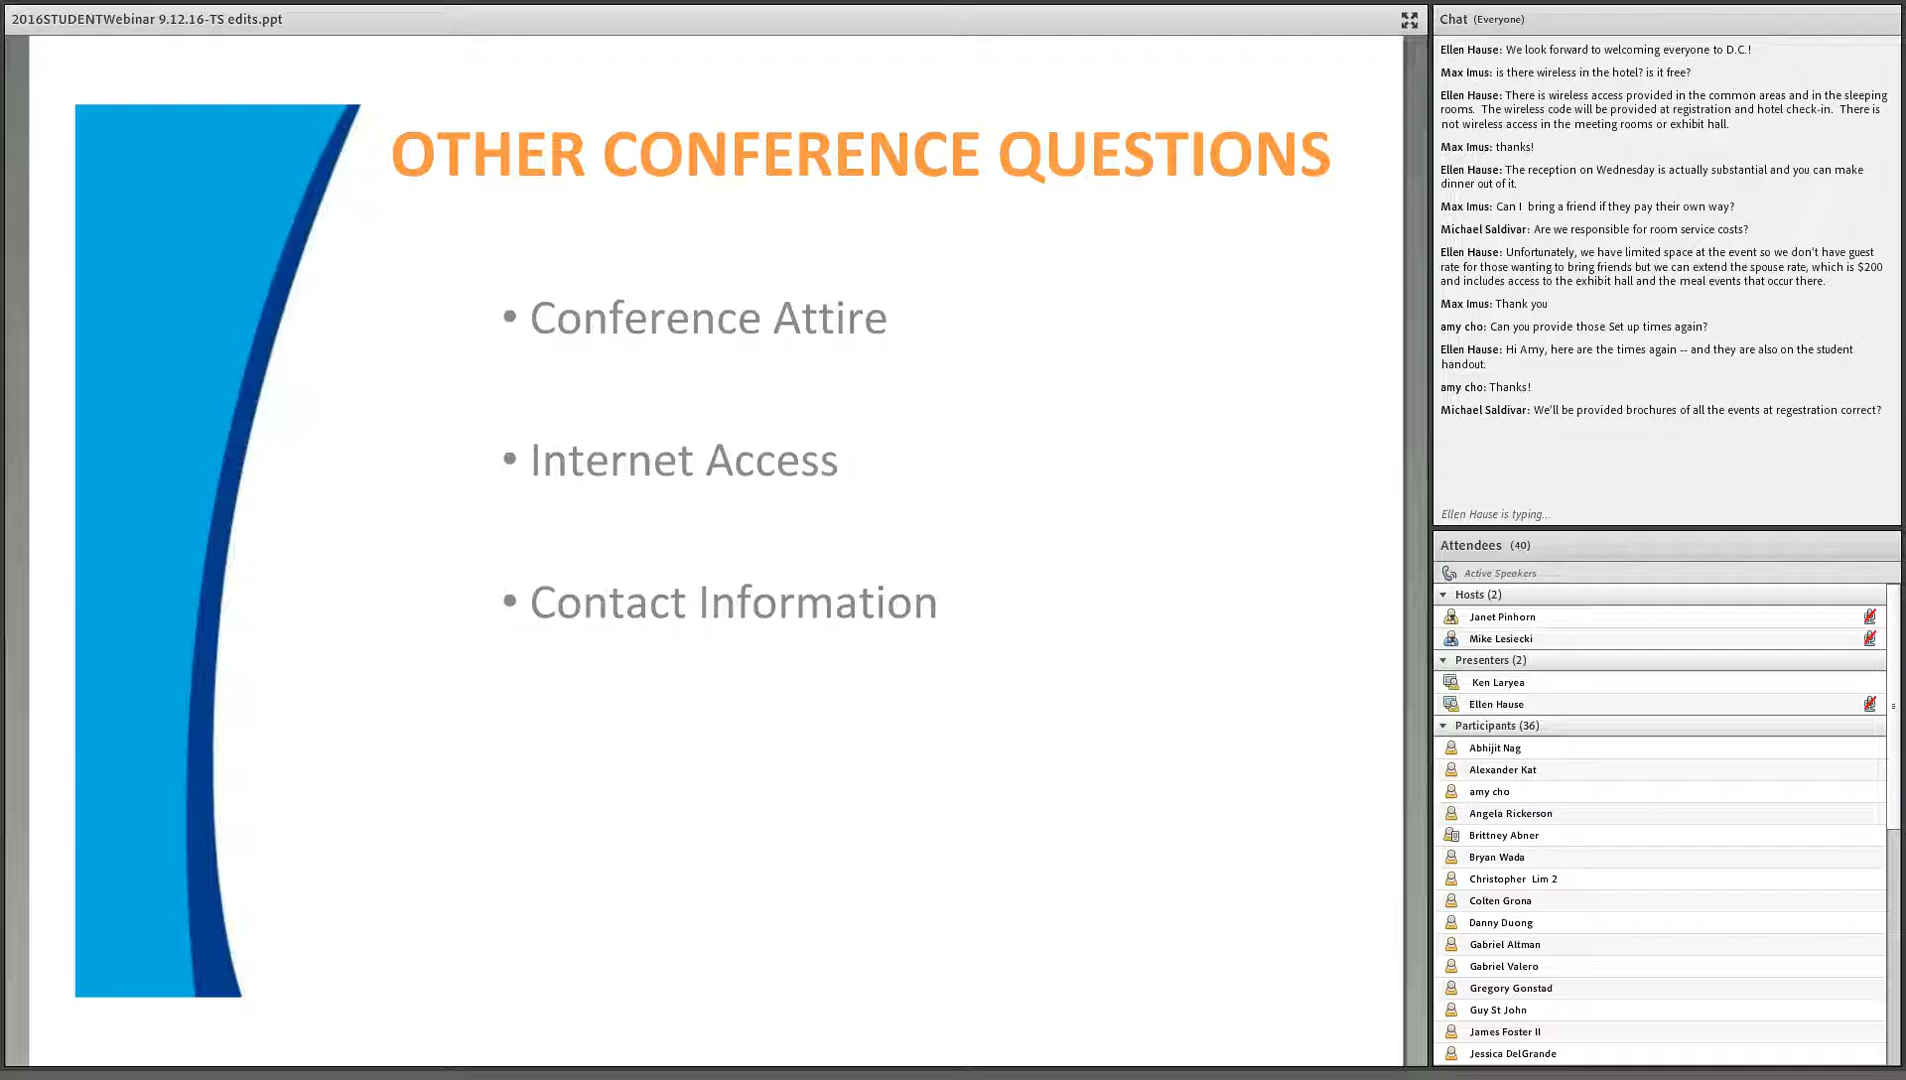 2016STUDENTWebinar 9.12.16-TS edits.ppt
OTHER CONFERENCE QUESTIONS
• Conference Attire
• Internet Access
• Contact Information
Chat (Everyone)
Ellen Hause: We look forward to welcoming everyone to D.C.!
Max Imus: is there wireless in the hotel? is it free?
Ellen Hause: There is wireless access provided in the common areas and in the sleeping
rooms. The wireless code will be provided at registration and hotel check-in. There is
not wireless access in the meeting rooms or exhibit hall.
Max Imus: thanks!
Ellen Hause: The reception on Wednesday is actually substantial and you can make
dinner out of it.
Max Imus: Can I bring a friend if they pay their own way?
Michael Saldivar: Are we responsible for room service costs?
Ellen Hause: Unfortunately, we have limited space at the event so we don't have guest
rate for those wanting to bring friends but we can extend the spouse rate, which is $200
and includes access to the exhibit hall and the meal events that occur there.
Max Imus: Thank you
amy cho: Can you provide those Set up times again?
Ellen Hause: Hi Amy, here are the times again -- and they are also on the student
handout.
amy cho: Thanks!
Michael Saldivar: We'll be provided brochures of all the events at regestration correct?
Ellen Hause is typing...
Attendees (40)
Active Speakers
Hosts (2)
Janet Pinhorn
Mike Lesiecki
Presenters (2)
Ken Laryea
Ellen Hause
Participants (36)
Abhijit Nag
Alexander Kat
amy cho
Angela Rickerson
Brittney Abner
Bryan Wada
Christopher Lim 2
Colten Grona
Danny Duong
Gabriel Altman
Gabriel Valero
Gregory Gonstad
Guy St John
James Foster II
Jessica DelGrande